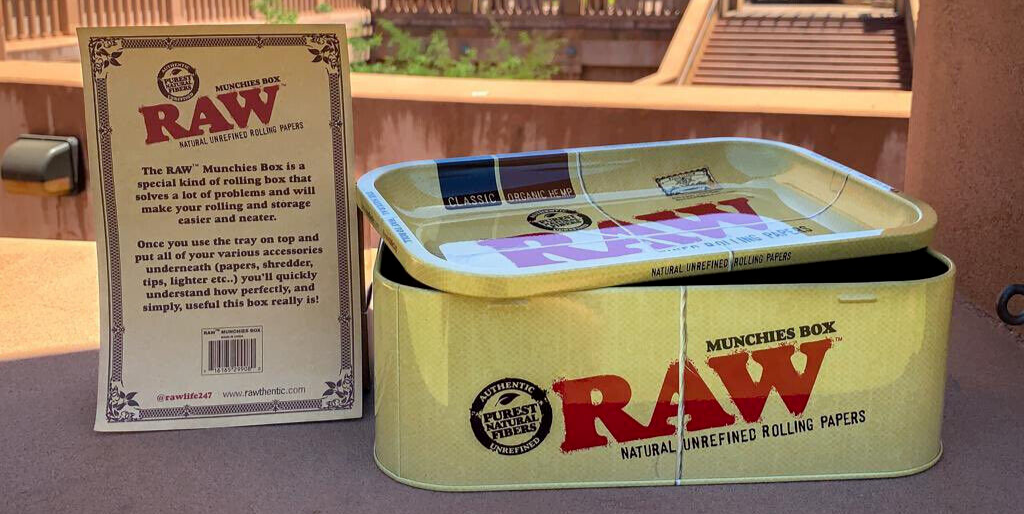 AUTHENTIC
PUREST
NATURAL
FIBERS
UNREFINED
MUNCHIES BOX
RAW™
NATURAL UNREFINED ROLLING PAPERS
The RAW™ Munchies Box is a
special kind of rolling box that
solves a lot of problems and will
make your rolling and storage
easier and neater.
Once you use the tray on top and
put all of your various accessories
underneath (papers, shredder,
tips, lighter etc..) you'll quickly
understand how perfectly, and
simply, useful this box really is!
RAW™ MUNCHIES BOX
@rawlife247 www.rawthentic.com
CLASSIC ORGANIC HEMP
RAW
NATURAL UNREFINED ROLLING PAPERS
MUNCHIES BOX
RAW™
AUTHENTIC
PUREST
NATURAL
FIBERS
UNREFINED
NATURAL UNREFINED ROLLING PAPERS